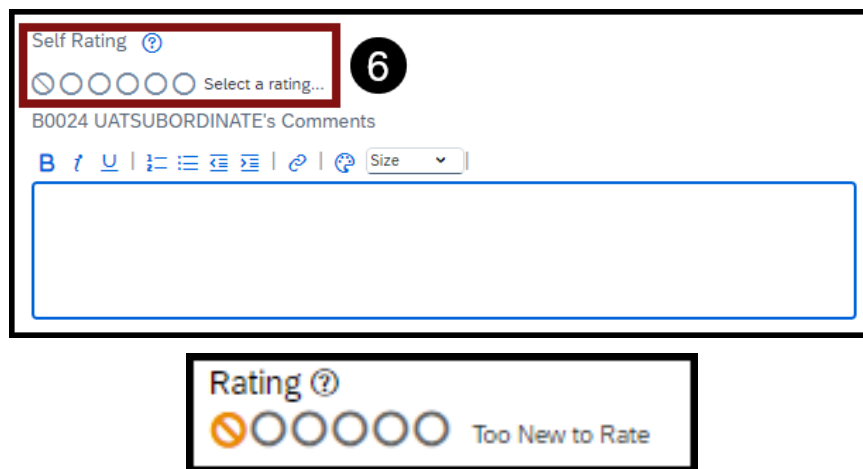 Self Rating
6
Select a rating...
B0024 UATSUBORDINATE's Comments
B i U Size
Rating
Too New to Rate